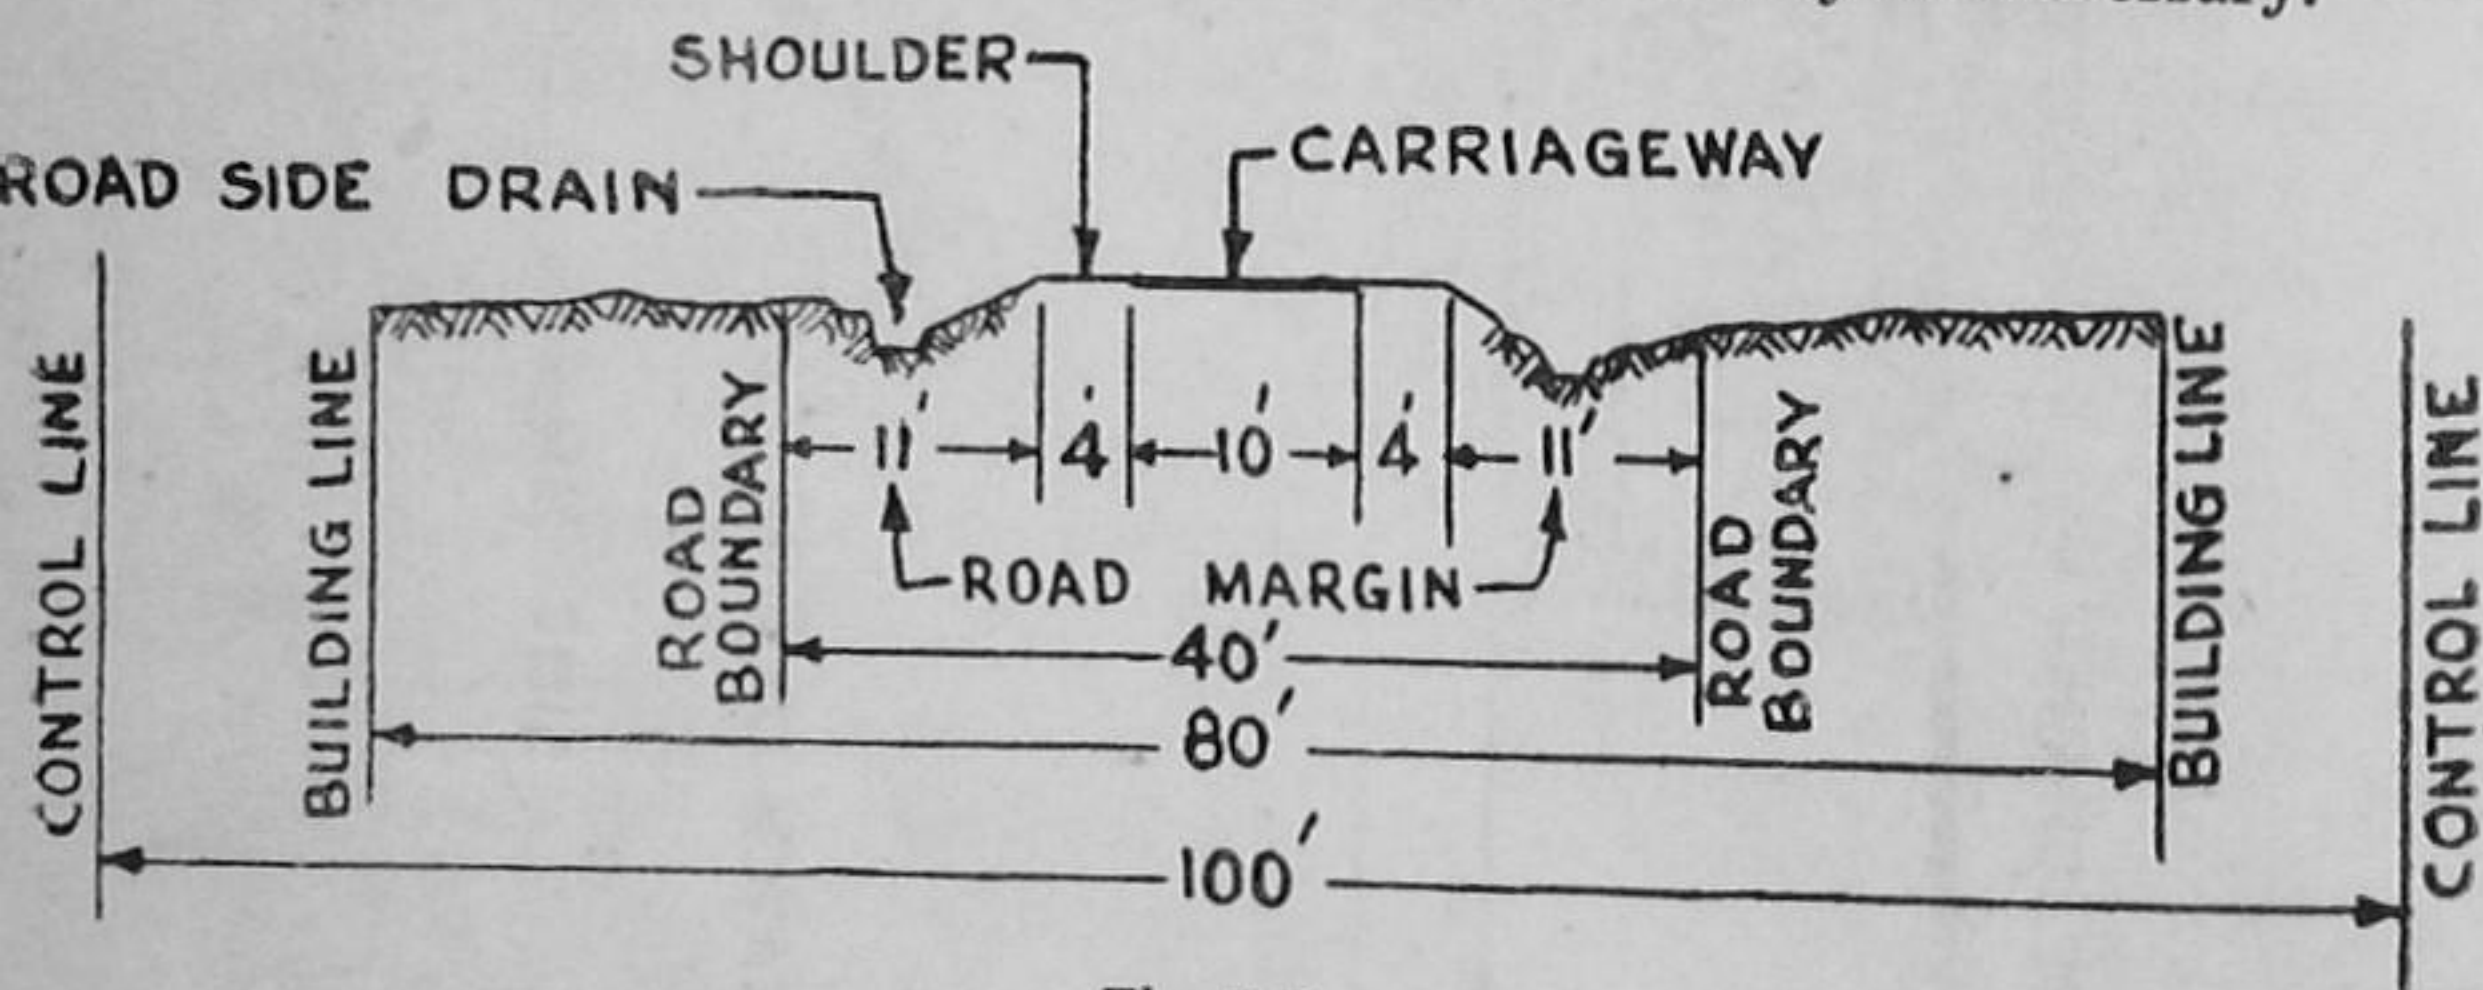 SHOULDER
CARRIAGEWAY
ROAD SIDE DRAIN
CONTROL LINE
BUILDING LINE
ROAD
BOUNDARY
11' 4' 10' 4' 11'
ROAD MARGIN
ROAD
BOUNDARY
BUILDING LINE
CONTROL LINE
40'
80'
100'